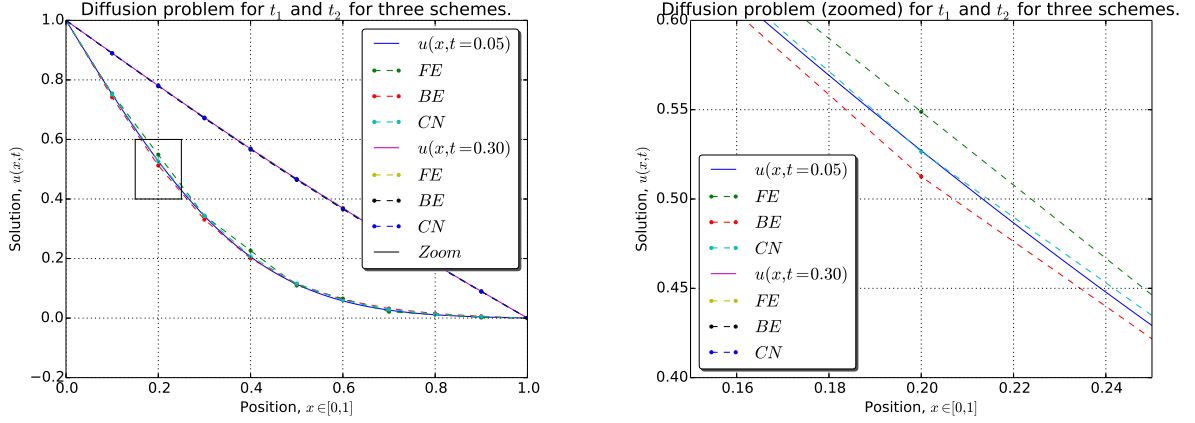 Diffusion problem for t₁ and t₂ for three schemes.
1.0
0.8
0.6
0.4
0.2
0.0
−0.2
0.0
0.2
0.4
0.6
0.8
1.0
Solution, u(x,t)
Position, x∈[0,1]
u(x,t=0.05)
FE
BE
CN
u(x,t=0.30)
FE
BE
CN
Zoom
Diffusion problem (zoomed) for t₁ and t₂ for three schemes.
0.60
0.55
0.50
0.45
0.40
0.16
0.18
0.20
0.22
0.24
Solution, u(x,t)
Position, x∈[0,1]
u(x,t=0.05)
FE
BE
CN
u(x,t=0.30)
FE
BE
CN